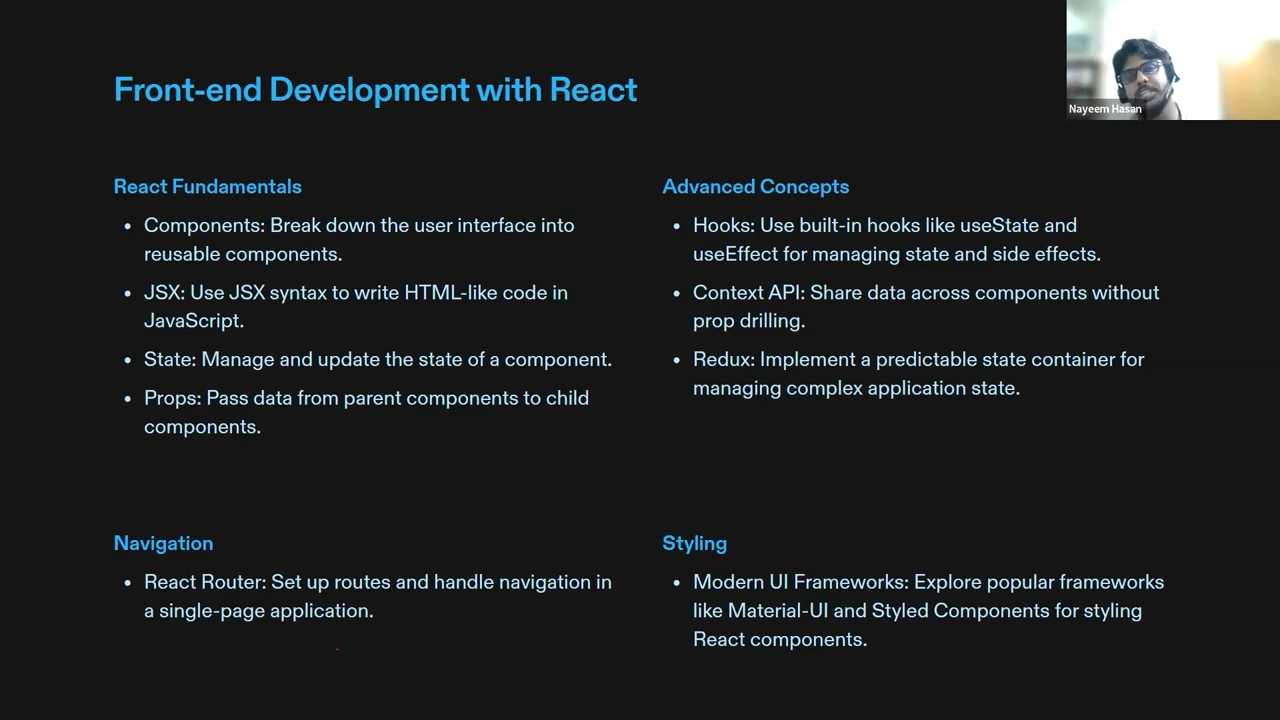 Front-end Development with React
Nayeem Hasan
React Fundamentals
• Components: Break down the user interface into
reusable components.
• JSX: Use JSX syntax to write HTML-like code in
JavaScript.
• State: Manage and update the state of a component.
• Props: Pass data from parent components to child
components.
Advanced Concepts
• Hooks: Use built-in hooks like useState and
useEffect for managing state and side effects.
• Context API: Share data across components without
prop drilling.
• Redux: Implement a predictable state container for
managing complex application state.
Navigation
• React Router: Set up routes and handle navigation in
a single-page application.
Styling
• Modern UI Frameworks: Explore popular frameworks
like Material-UI and Styled Components for styling
React components.